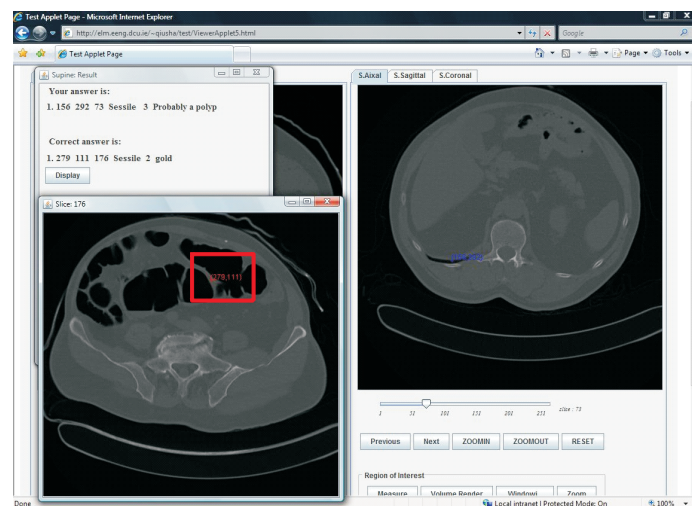 Test Applet Page - Microsoft Internet Explorer
http://elm.eeng.dcu.ie/~qiusha/test/ViewerApplet5.html
Google
Test Applet Page
Page
Tools
Supine: Result
Your answer is:
1. 156 292 73 Sessile 3 Probably a polyp
Correct answer is:
1. 279 111 176 Sessile 2 gold
Display
Slice: 176
(279,111)
S.Aixal S.Sagittal S.Coronal
1 51 101 151 201 251 slice : 73
Previous Next ZOOMIN ZOOMOUT RESET
Region of Interest
Measure Volume Render Windowi Zoom
Done
Local intranet | Protected Mode: On
100%